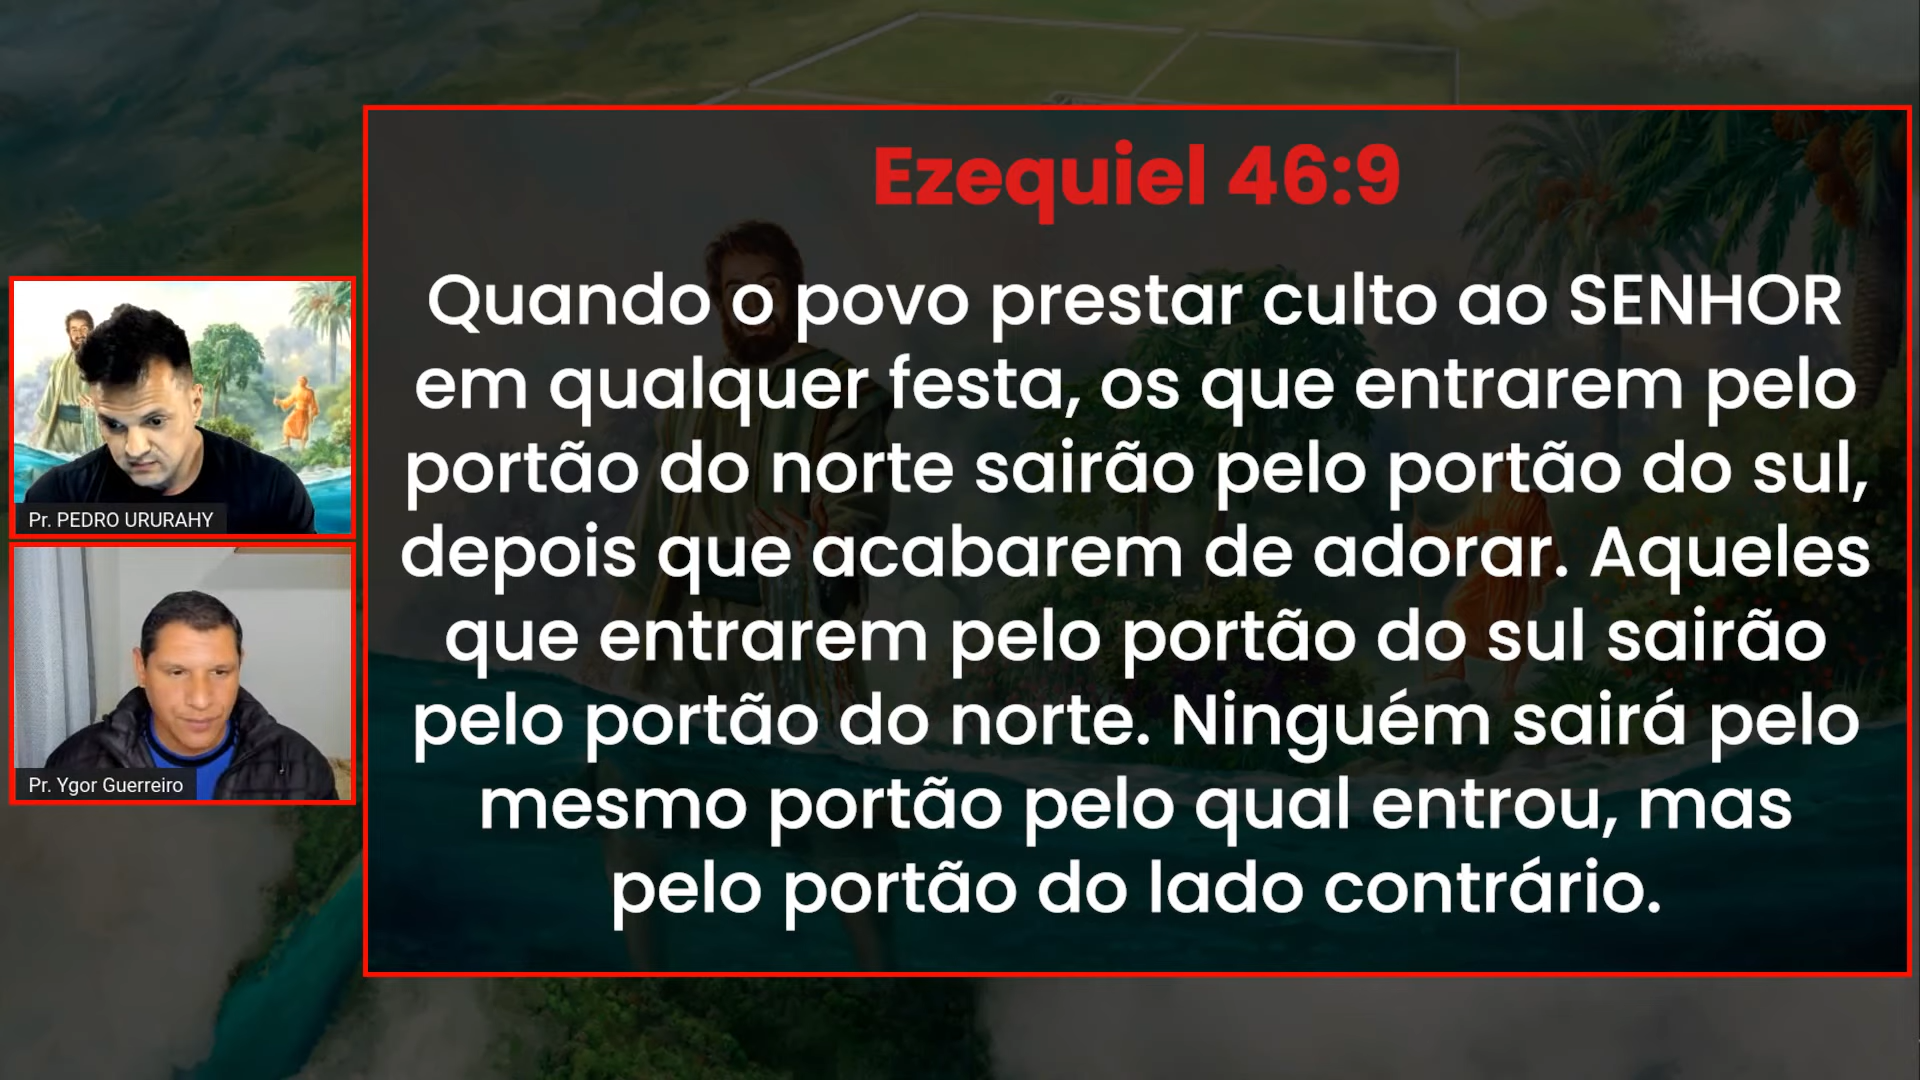 Ezequiel 46:9
Quando o povo prestar culto ao SENHOR
em qualquer festa, os que entrarem pelo
portão do norte sairão pelo portão do sul,
depois que acabarem de adorar. Aqueles
que entrarem pelo portão do sul sairão
pelo portão do norte. Ninguém sairá pelo
mesmo portão pelo qual entrou, mas
pelo portão do lado contrário.
Pr. PEDRO URURAHY
Pr. Ygor Guerreiro